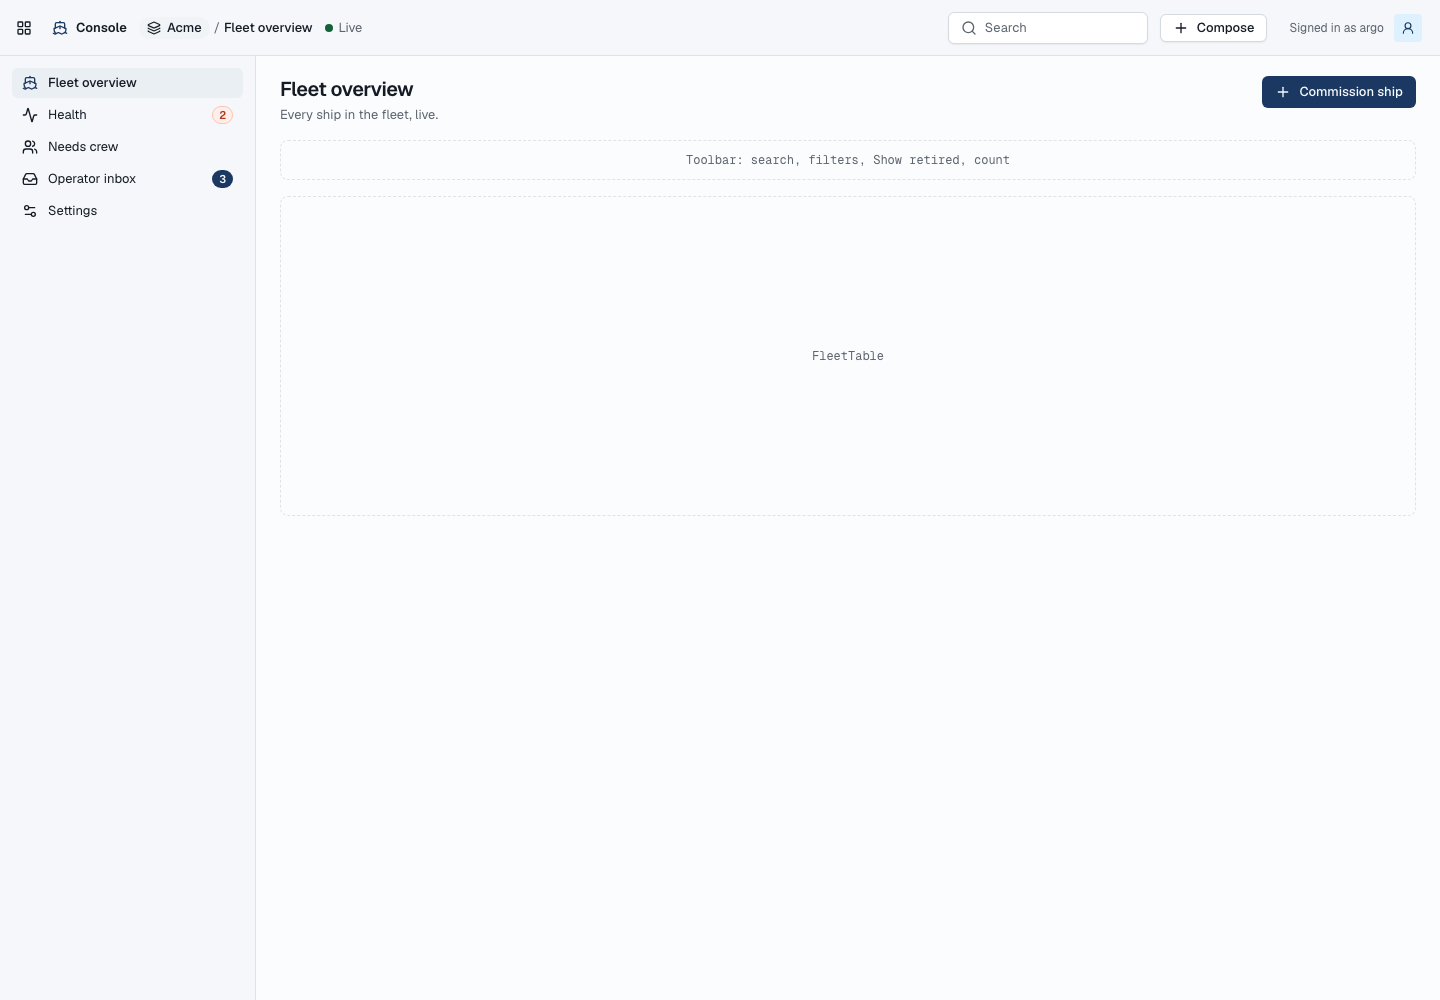 Console Acme / Fleet overview Live Search Compose Signed in as argo
Fleet overview
Health 2
Needs crew
Operator inbox 3
Settings
Fleet overview
Every ship in the fleet, live.
Commission ship
Toolbar: search, filters, Show retired, count
FleetTable